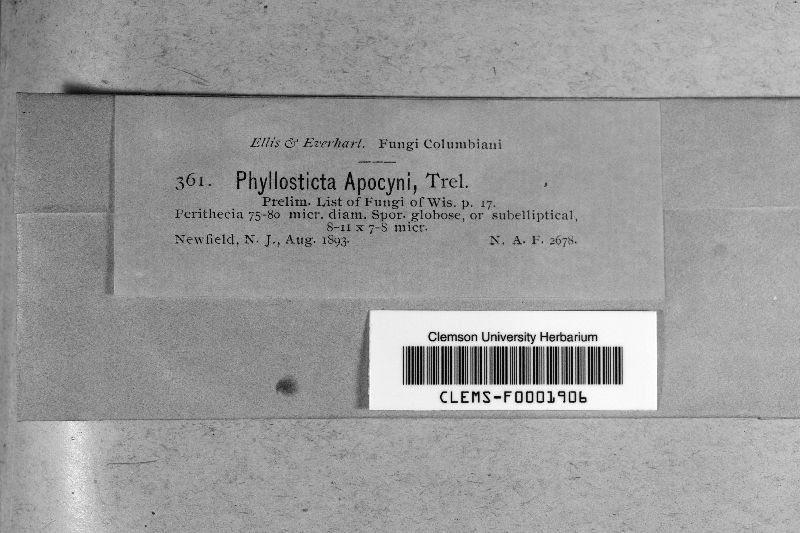 Ellis & Everhart. Fungi Columbiani
361. Phyllosticta Apocyni, Trel.
Prelim. List of Fungi of Wis. p. 17.
Perithecia 75-80 micr. diam. Spor. globose, or subelliptical,
8-11 x 7-8 micr.
Newfield, N. J., Aug. 1893. N. A. F. 2678.
Clemson University Herbarium
CLEMS-F0001906